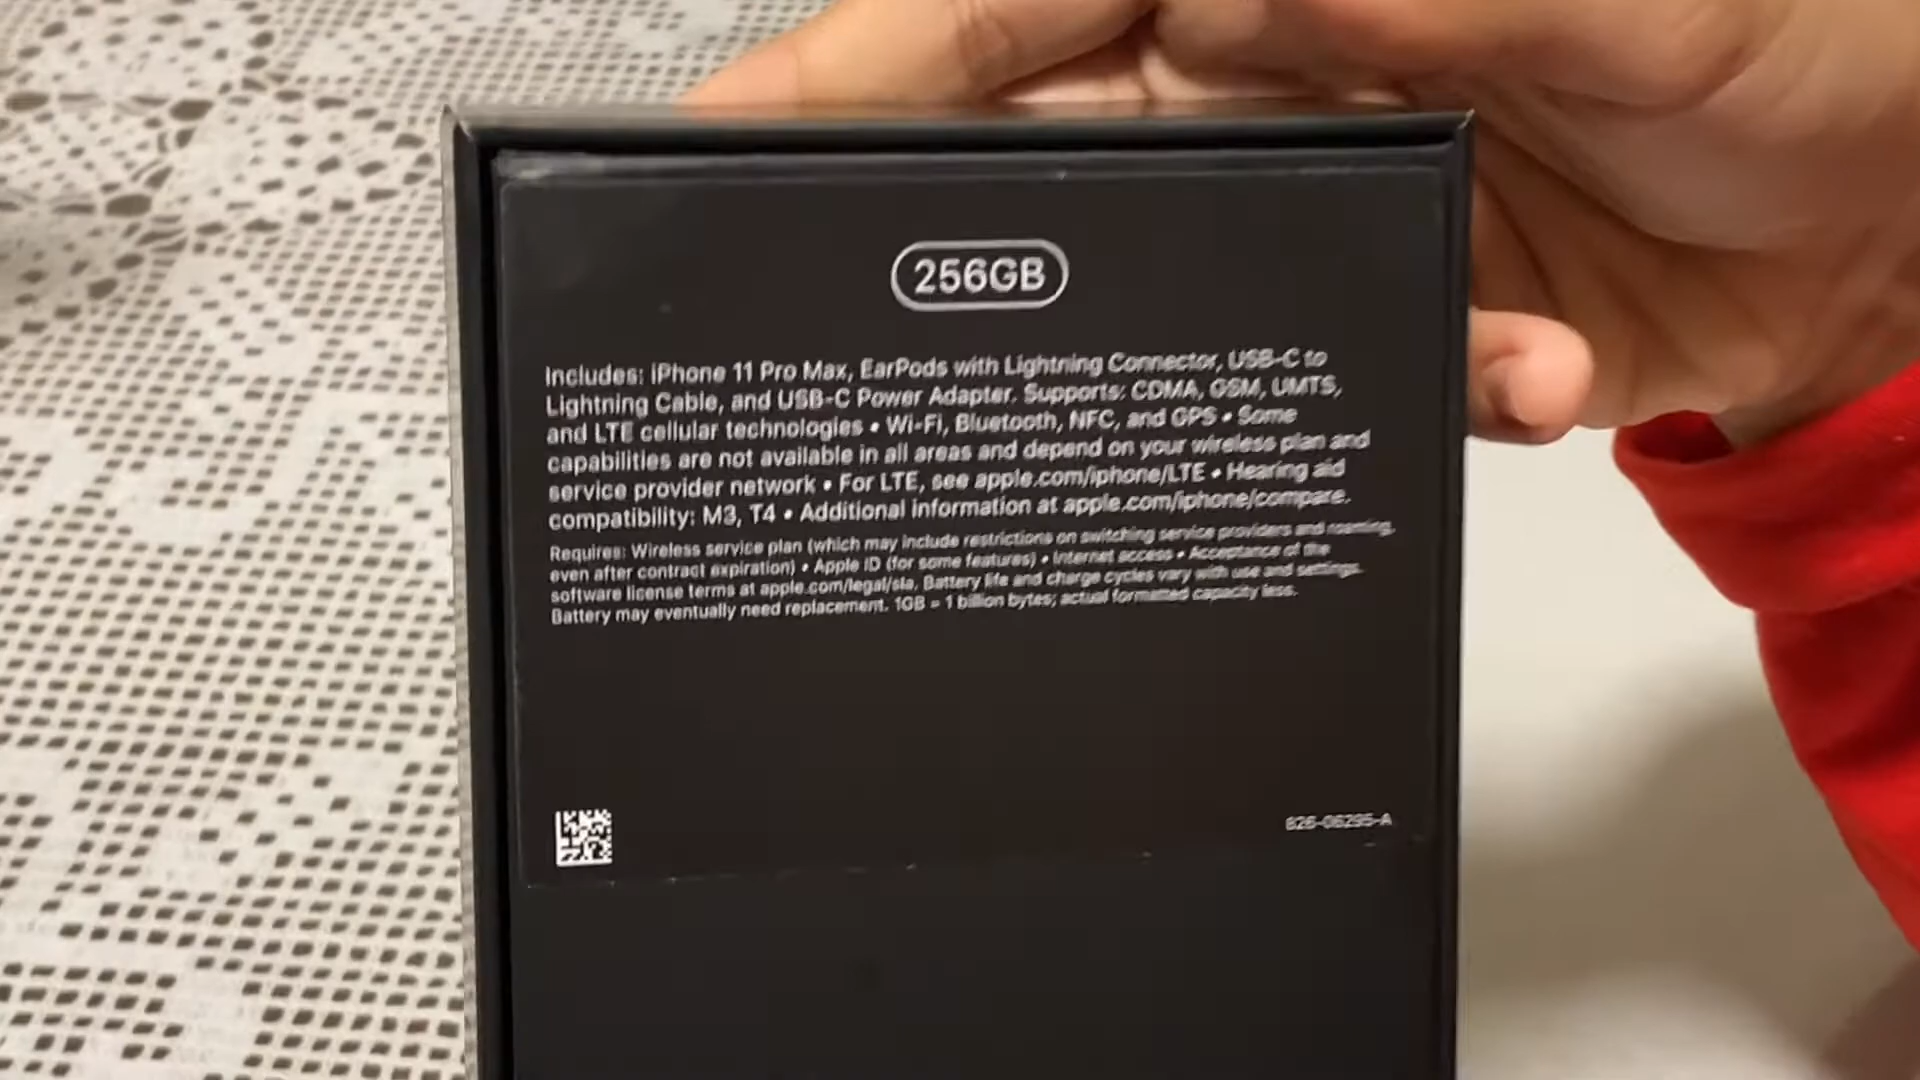 256GB
Includes: iPhone 11 Pro Max, EarPods with Lightning Connector, USB-C to
Lightning Cable, and USB-C Power Adapter. Supports: CDMA, GSM, UMTS,
and LTE cellular technologies • Wi-Fi, Bluetooth, NFC, and GPS • Some
capabilities are not available in all areas and depend on your wireless plan and
service provider network • For LTE, see apple.com/iphone/LTE • Hearing aid
compatibility: M3, T4 • Additional information at apple.com/iphone/compare.
Requires: Wireless service plan (which may include restrictions on switching service providers and roaming,
even after contract expiration) • Apple ID (for some features) • Internet access • Acceptance of the
software license terms at apple.com/legal/sla. Battery life and charge cycles vary with use and settings.
Battery may eventually need replacement. 1GB = 1 billion bytes; actual formatted capacity less.
826-06295-A